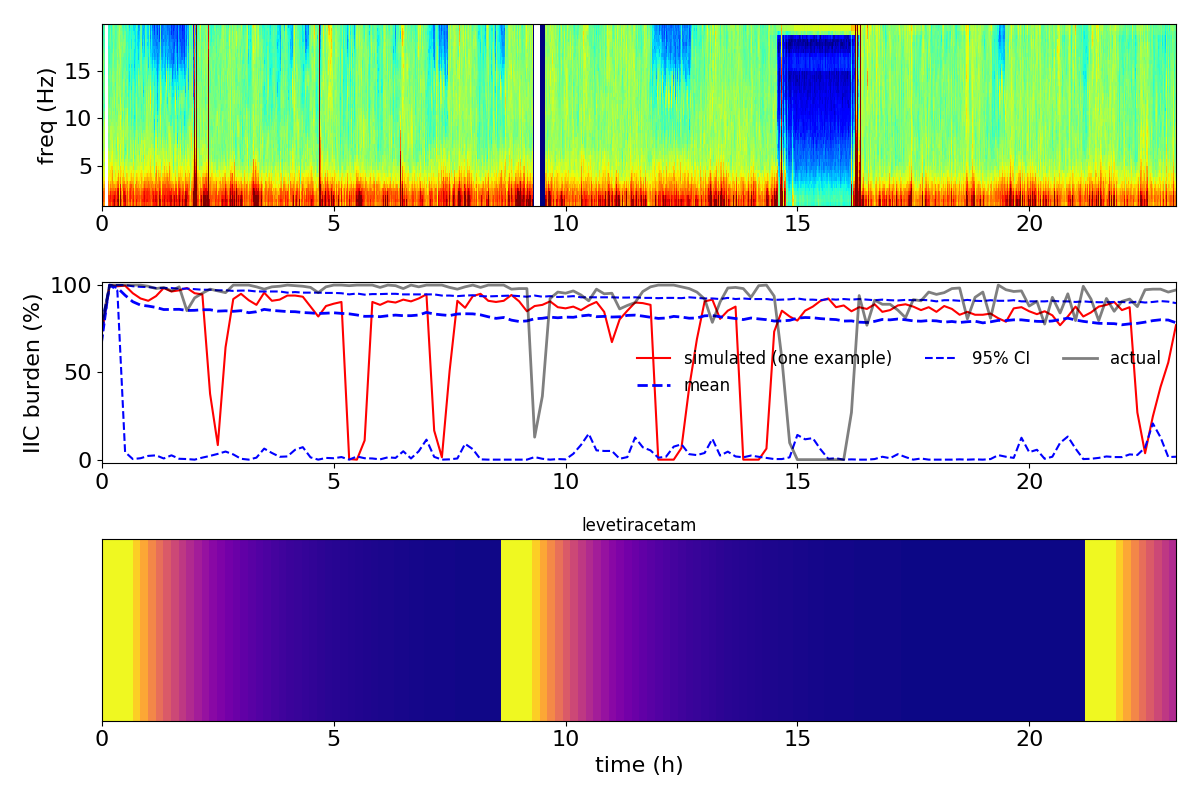 freq (Hz)
15
10
5
0 5 10 15 20
IIC burden (%)
100
50
0
simulated (one example) 95% CI actual
mean
0 5 10 15 20
levetiracetam
0 5 10 15 20
time (h)